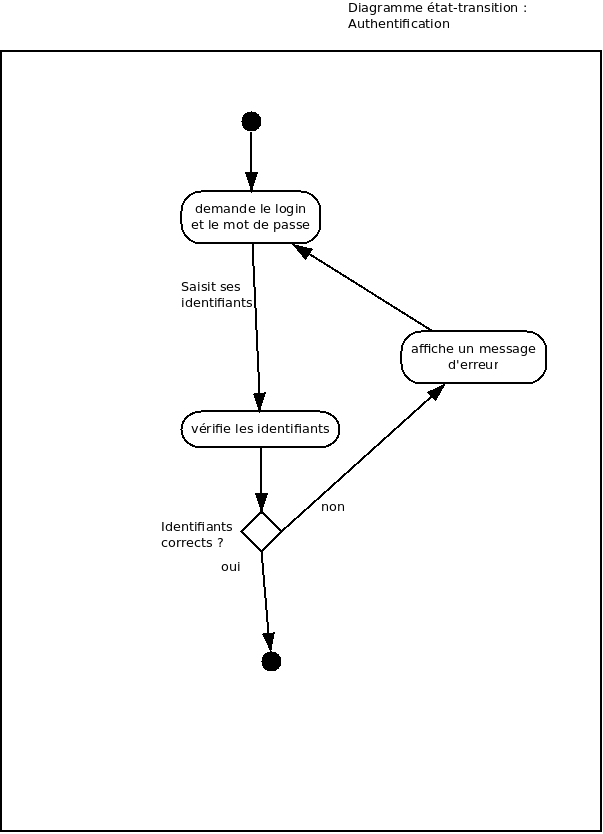 Diagramme état-transition :
Authentification
demande le login
et le mot de passe
Saisit ses
identifiants
affiche un message
d'erreur
vérifie les identifiants
non
Identifiants
corrects ?
oui